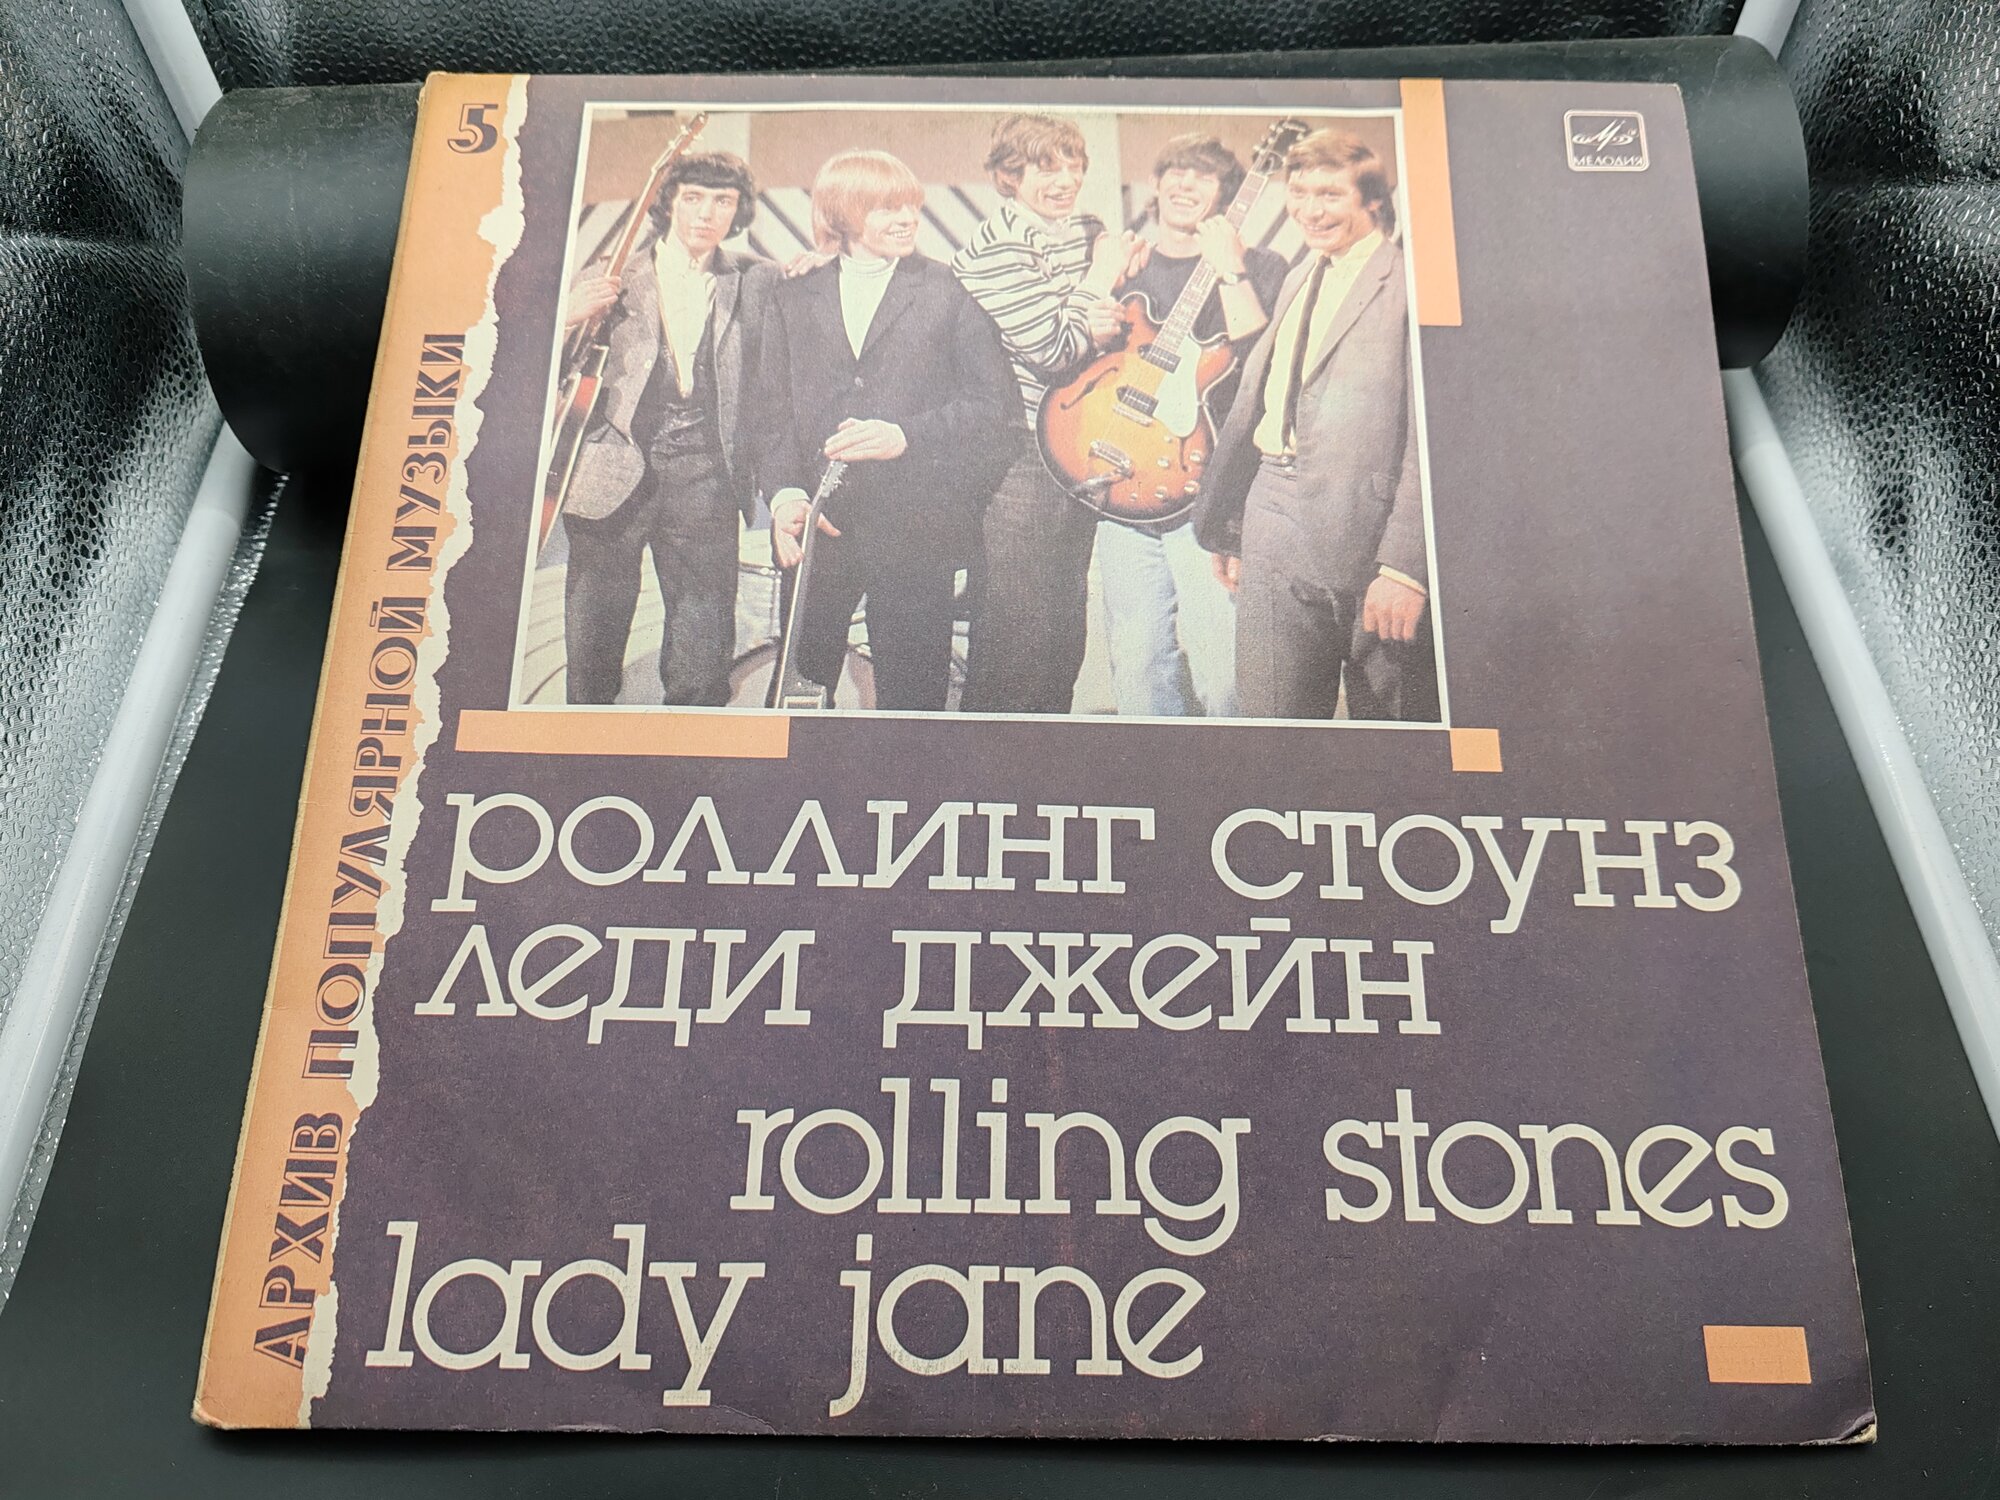 5
АРХИВ ПОПУЛЯРНОЙ МУЗЫКИ
МЕЛОДИЯ
роллинг стоунз
леди джейн
rolling stones
lady jane